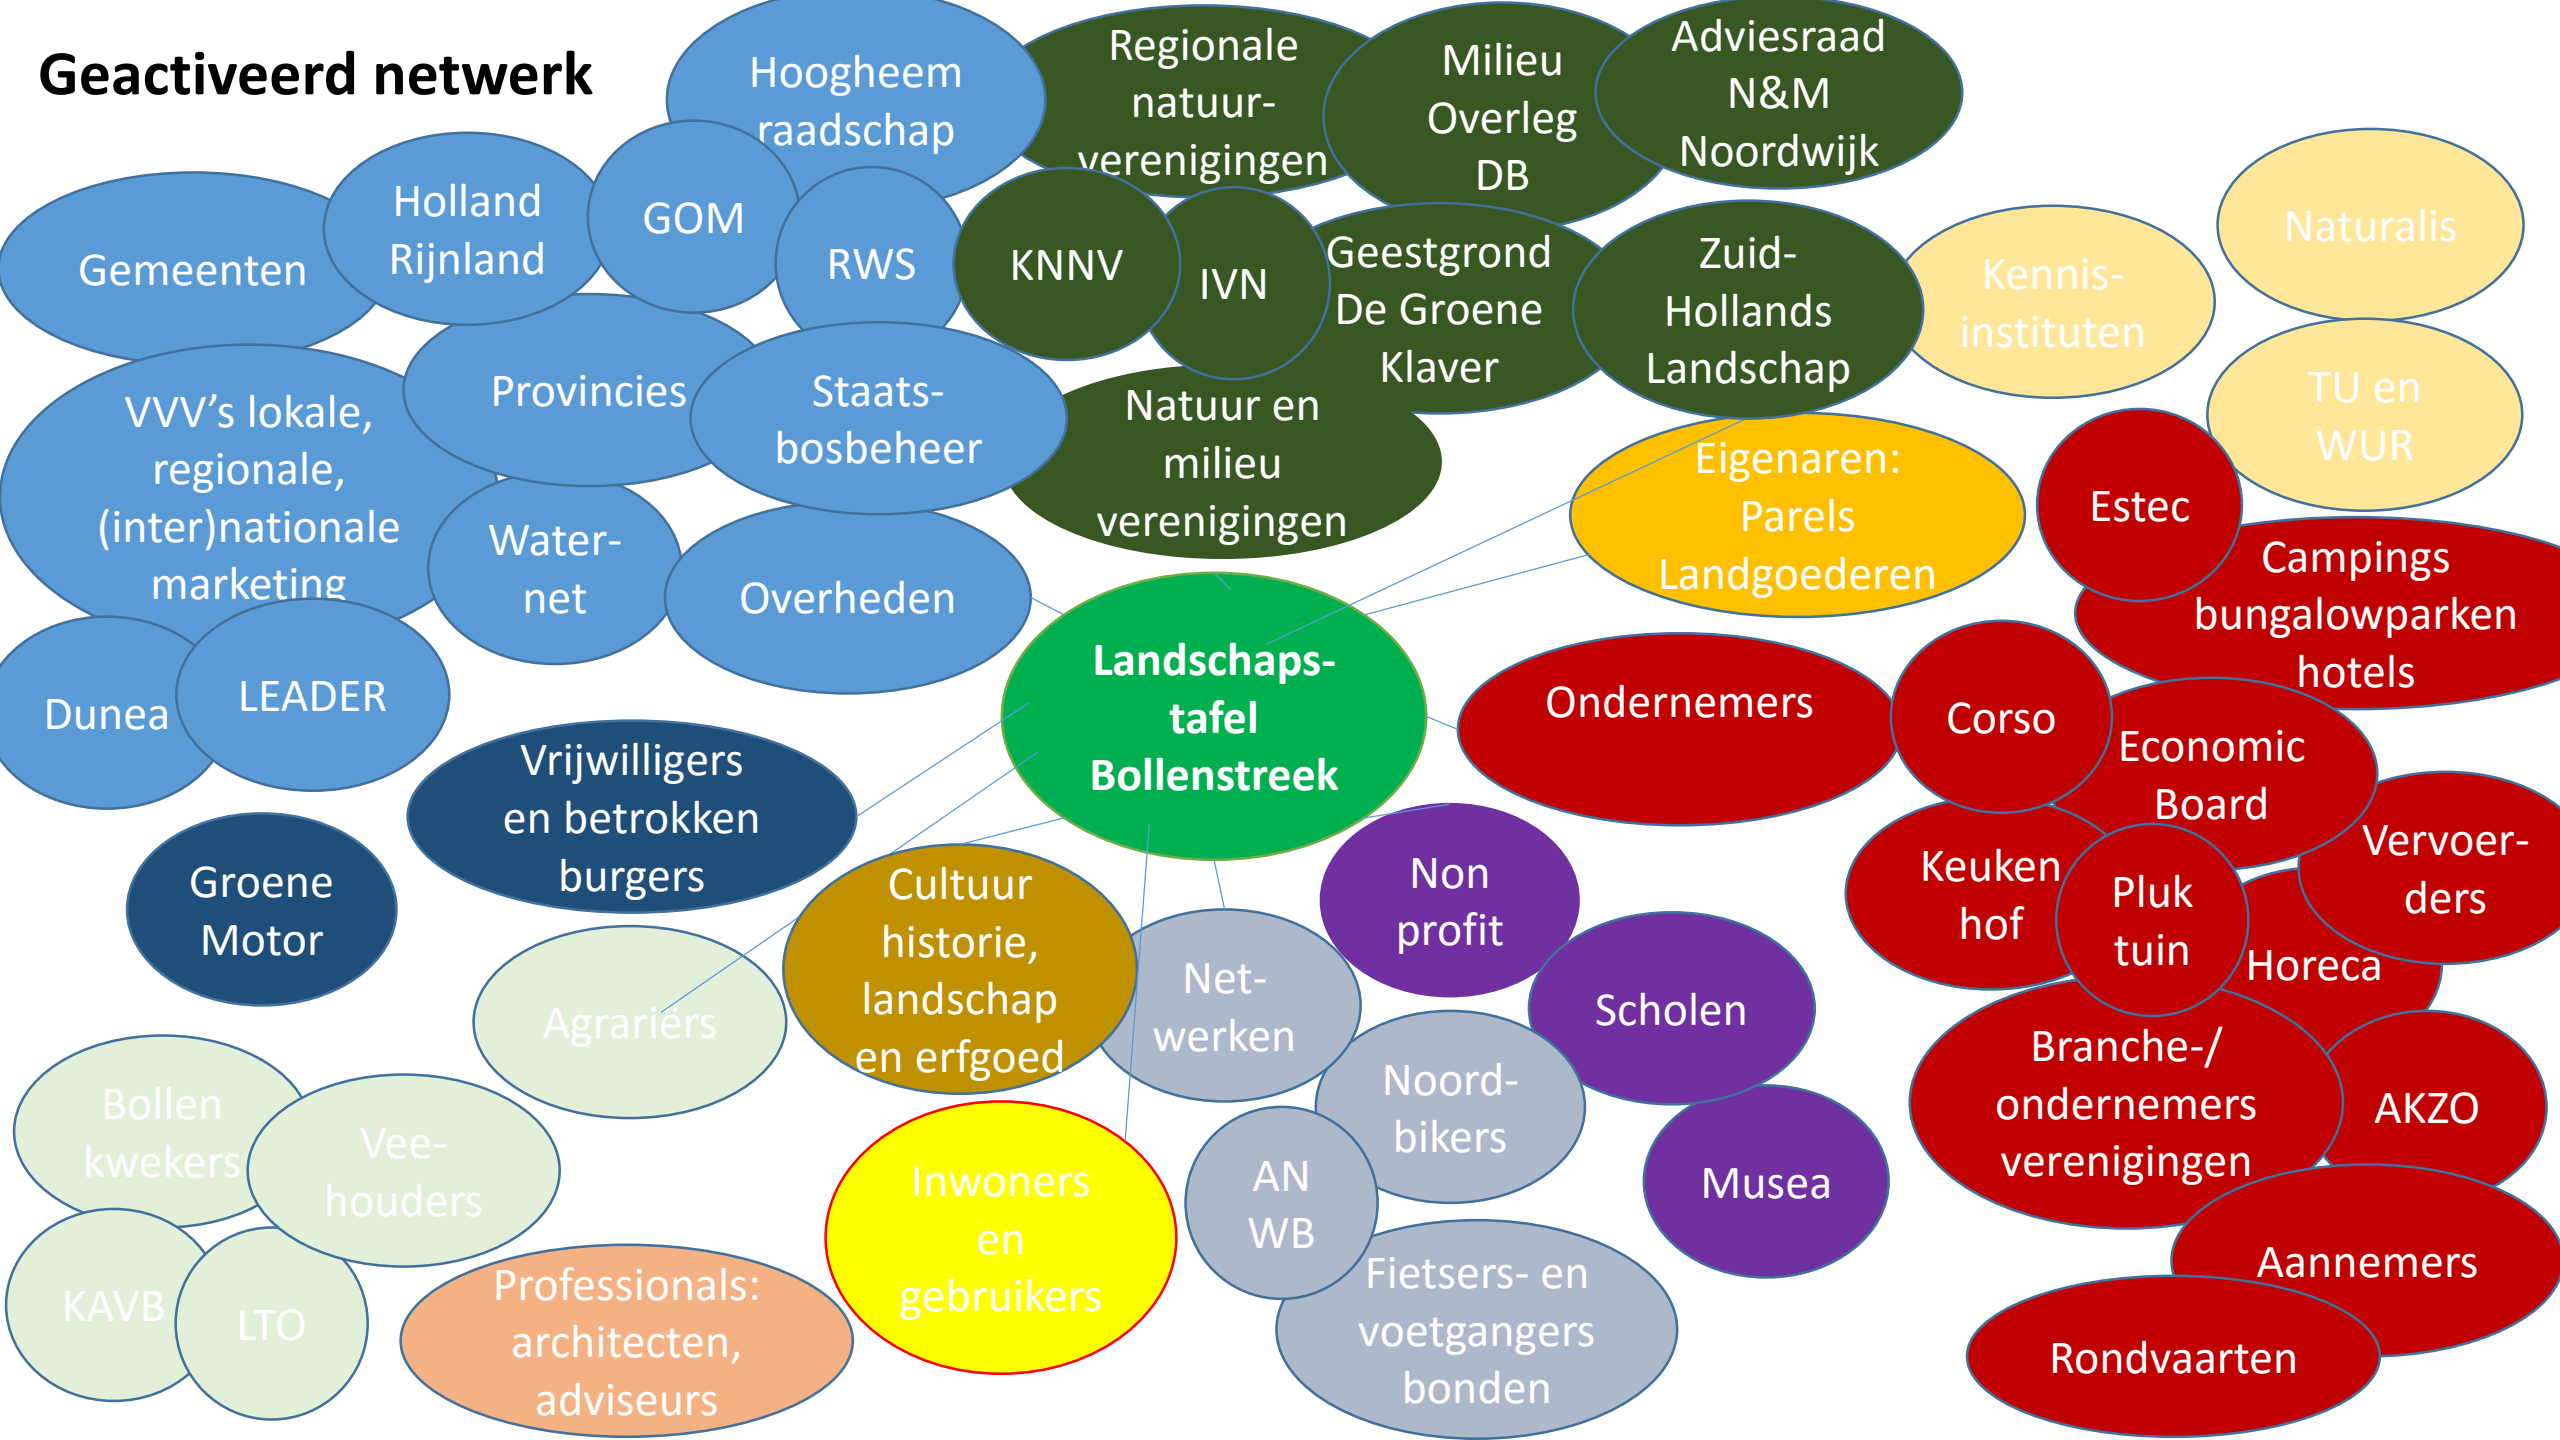 Geactiveerd netwerk
Hoogheem
raadschap
Regionale
natuur-
verenigingen
Milieu
Overleg
DB
Adviesraad
N&M
Noordwijk
Gemeenten
Holland
Rijnland
GOM
RWS
KNNV
IVN
Geestgrond
De Groene
Klaver
Zuid-
Hollands
Landschap
Kennis-
instituten
Naturalis
TU en
WUR
VVV’s lokale,
regionale,
(inter)nationale
marketing
Provincies
Staats-
bosbeheer
Natuur en
milieu
verenigingen
Eigenaren:
Parels
Landgoederen
Estec
Campings
bungalowparken
hotels
Water-
net
Overheden
Dunea
LEADER
Landschaps-
tafel
Bollenstreek
Ondernemers
Corso
Economic
Board
Vrijwilligers
en betrokken
burgers
Groene
Motor
Cultuur
historie,
landschap
en erfgoed
Non
profit
Keuken
hof
Pluk
tuin
Vervoer-
ders
Horeca
Agrariërs
Net-
werken
Scholen
Branche-/
ondernemers
verenigingen
AKZO
Bollen
kwekers
Vee-
houders
Noord-
bikers
AN
WB
Musea
Inwoners
en
gebruikers
KAVB
LTO
Professionals:
architecten,
adviseurs
Fietsers- en
voetgangers
bonden
Aannemers
Rondvaarten